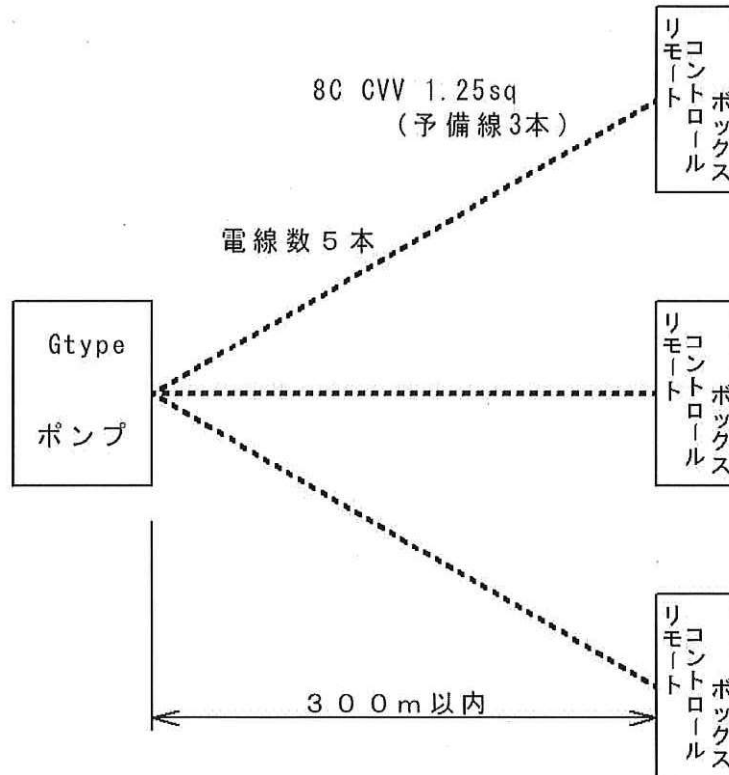 8C CVV 1.25sq
(予備線3本)
電線数5本
Gtype
ポンプ
リモート
コントロール
ボックス
リモート
コントロール
ボックス
リモート
コントロール
ボックス
300m以内